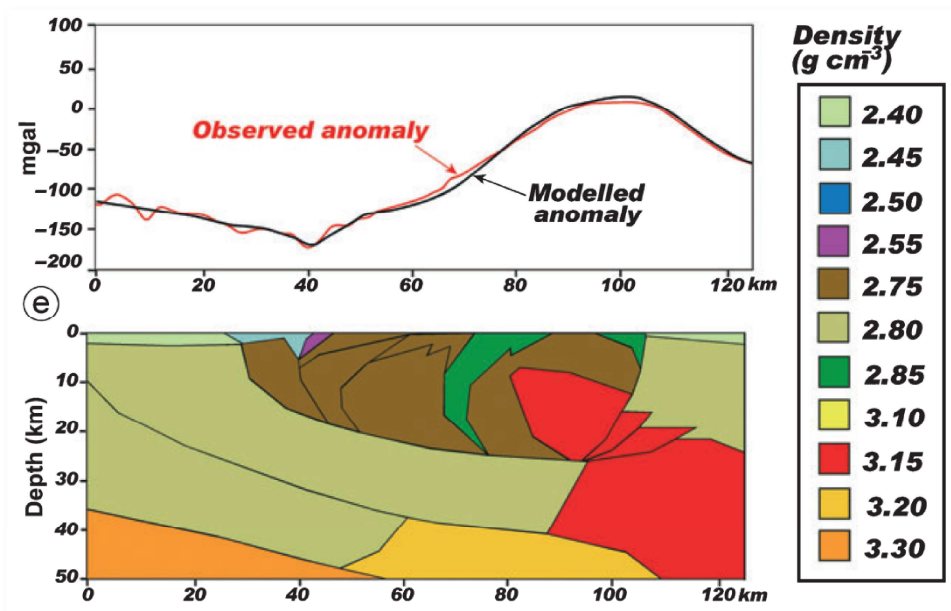 100
50
0
–50
–100
–150
–200
mgal
Observed anomaly
Modelled
anomaly
0 20 40 60 80 100 120 km
e
Density
(g cm-3)
2.40
2.45
2.50
2.55
2.75
2.80
2.85
3.10
3.15
3.20
3.30
0
10
20
30
40
50
Depth (km)
0 20 40 60 80 100 120 km